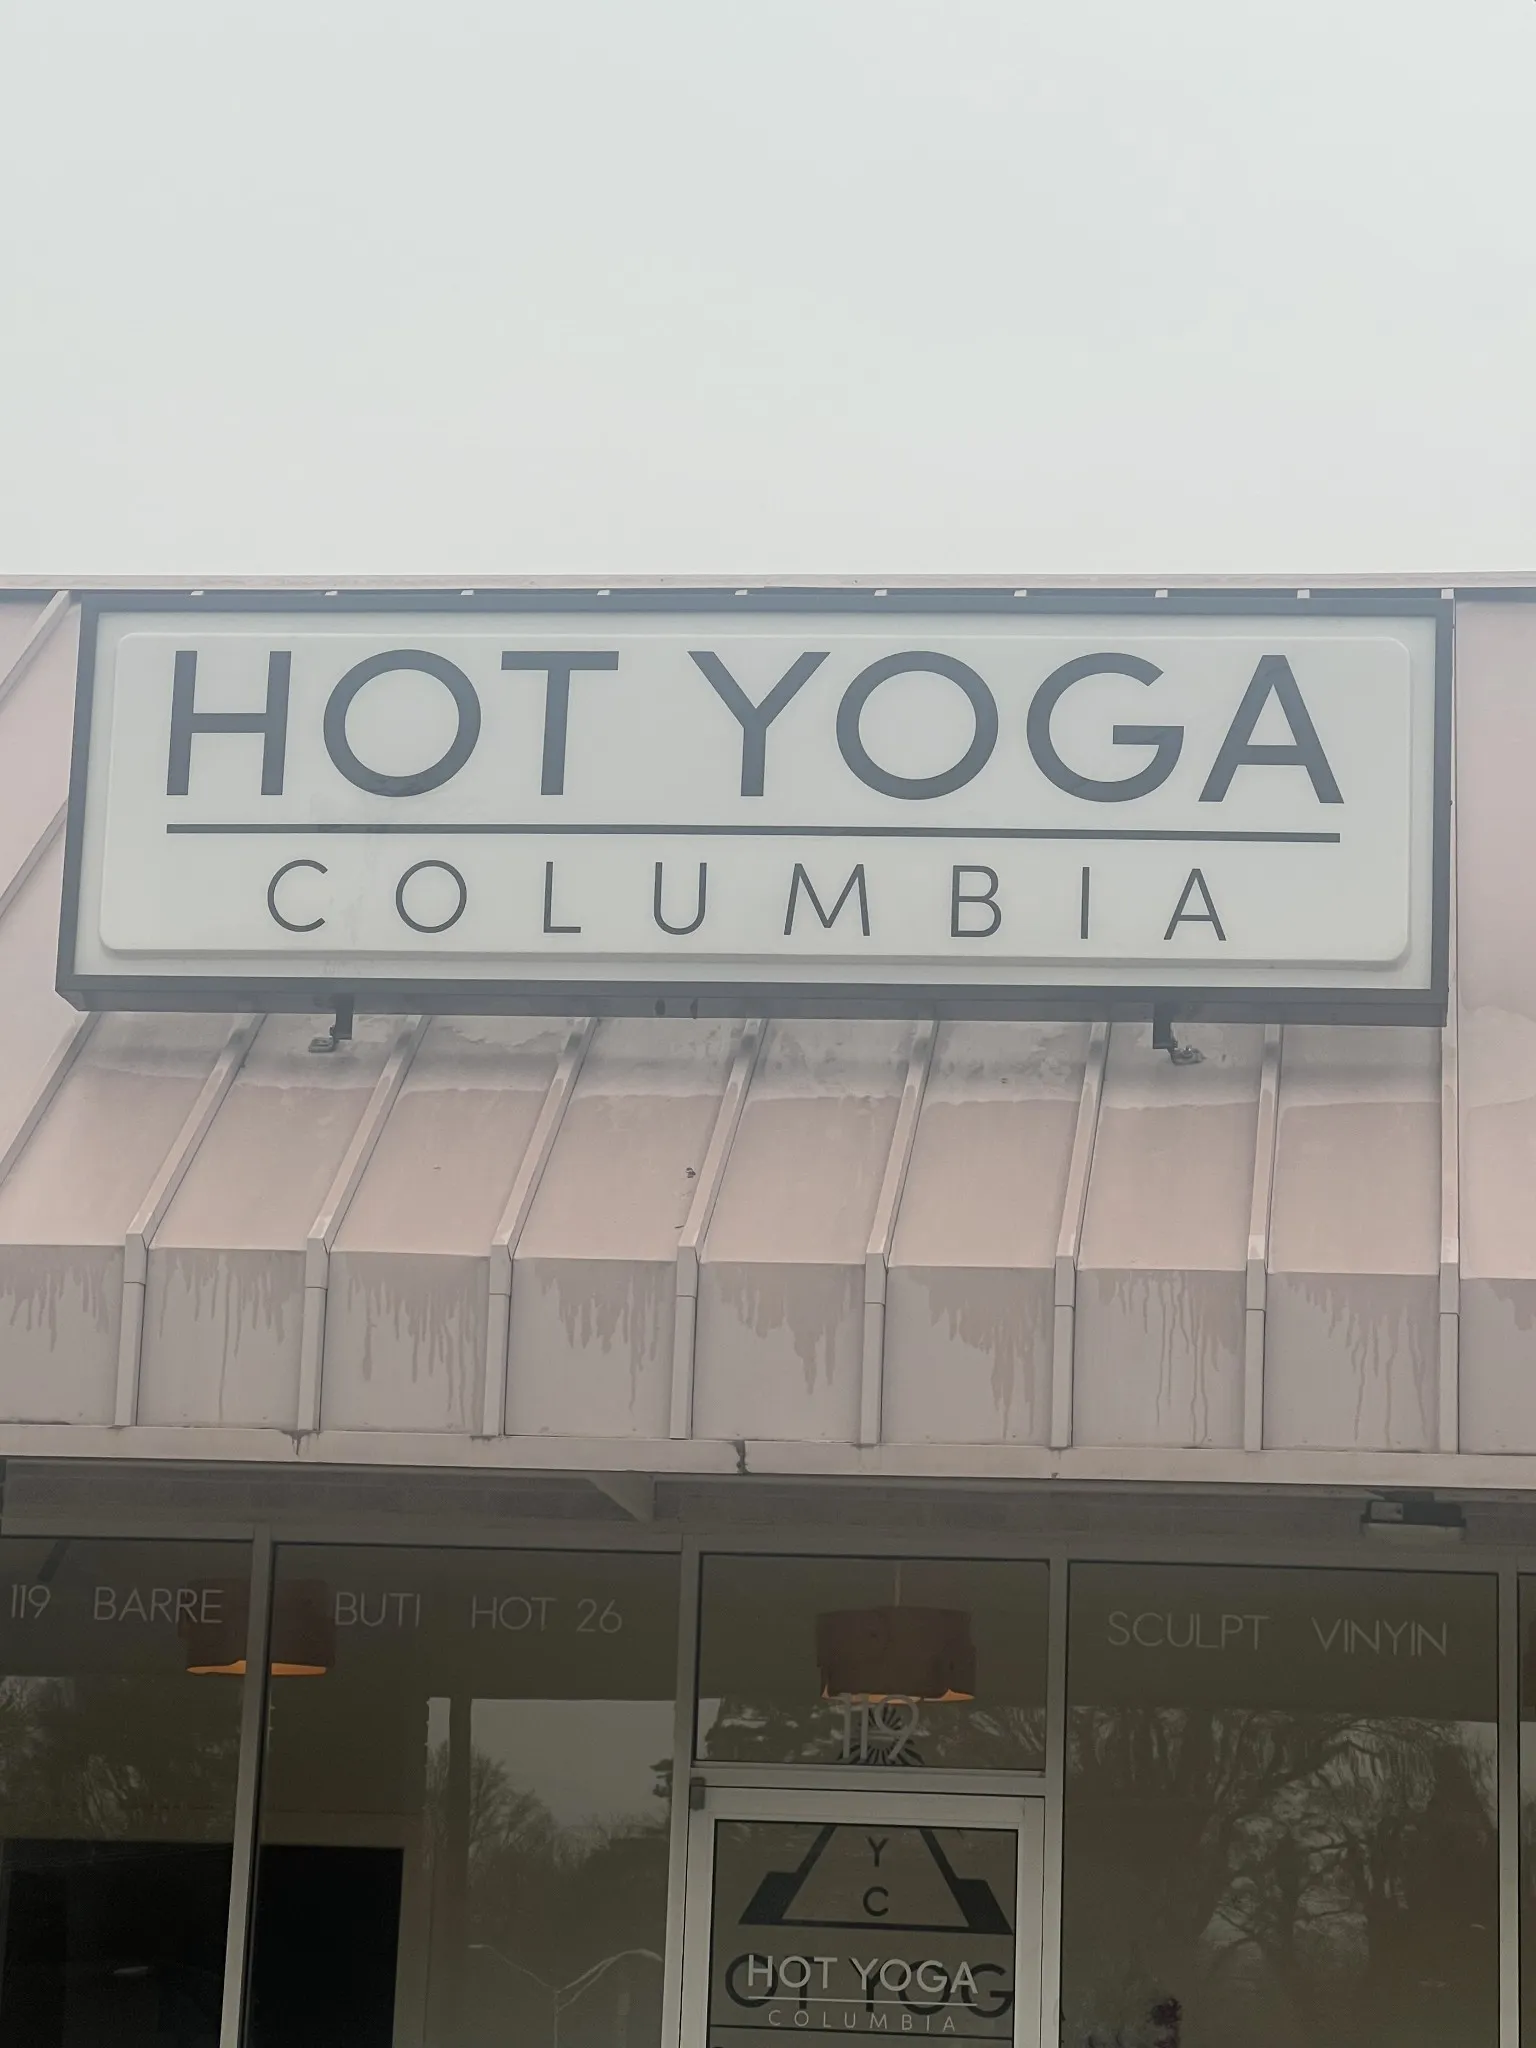 HOT YOGA
COLUMBIA
119 BARRE BUTI HOT 26 SCULPT VINYIN
119
Y
C
HOT YOGA
COLUMBIA